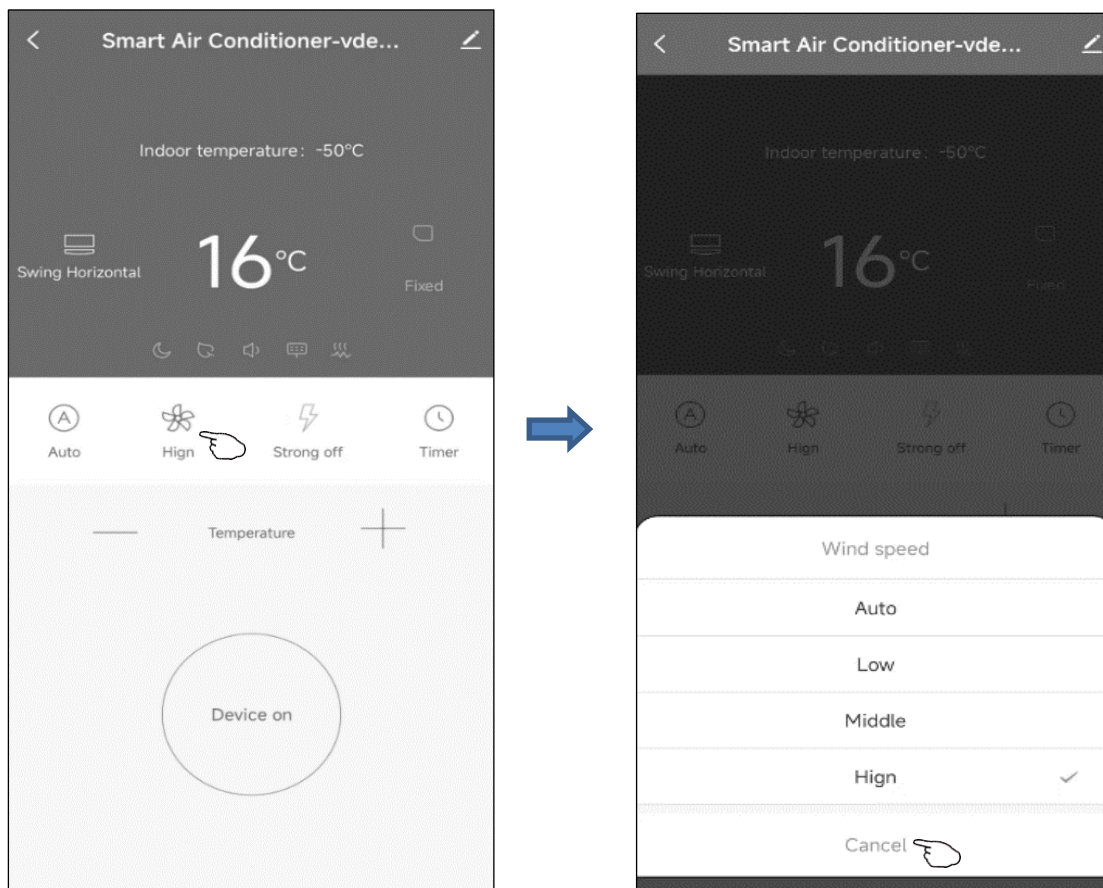 Smart Air Conditioner-vde...
Indoor temperature: -50°C
16°C
Swing Horizontal
Fixed
Auto
Hign
Strong off
Timer
Temperature
Device on
Smart Air Conditioner-vde...
Indoor temperature: -50°C
16°C
Swing Horizontal
Fixed
Auto
Hign
Strong off
Timer
Wind speed
Auto
Low
Middle
Hign
Cancel